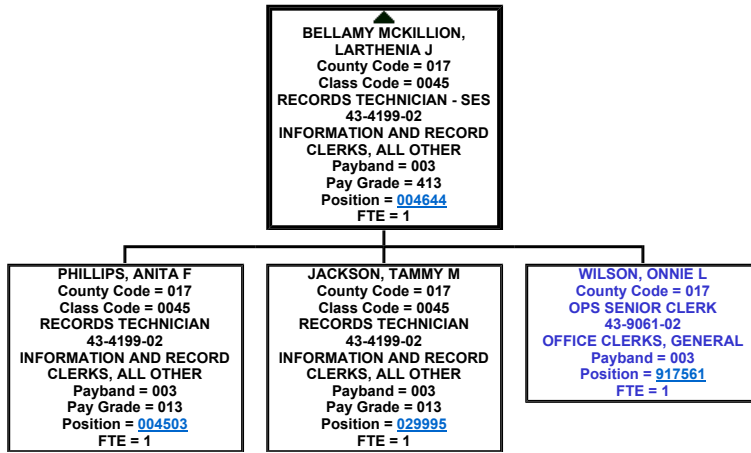 BELLAMY MCKILLION,
LARTHENIA J
County Code = 017
Class Code = 0045
RECORDS TECHNICIAN - SES
43-4199-02
INFORMATION AND RECORD
CLERKS, ALL OTHER
Payband = 003
Pay Grade = 413
Position = 004644
FTE = 1
PHILLIPS, ANITA F
County Code = 017
Class Code = 0045
RECORDS TECHNICIAN
43-4199-02
INFORMATION AND RECORD
CLERKS, ALL OTHER
Payband = 003
Pay Grade = 013
Position = 004503
FTE = 1
JACKSON, TAMMY M
County Code = 017
Class Code = 0045
RECORDS TECHNICIAN
43-4199-02
INFORMATION AND RECORD
CLERKS, ALL OTHER
Payband = 003
Pay Grade = 013
Position = 029995
FTE = 1
WILSON, ONNIE L
County Code = 017
OPS SENIOR CLERK
43-9061-02
OFFICE CLERKS, GENERAL
Payband = 003
Position = 917561
FTE = 1